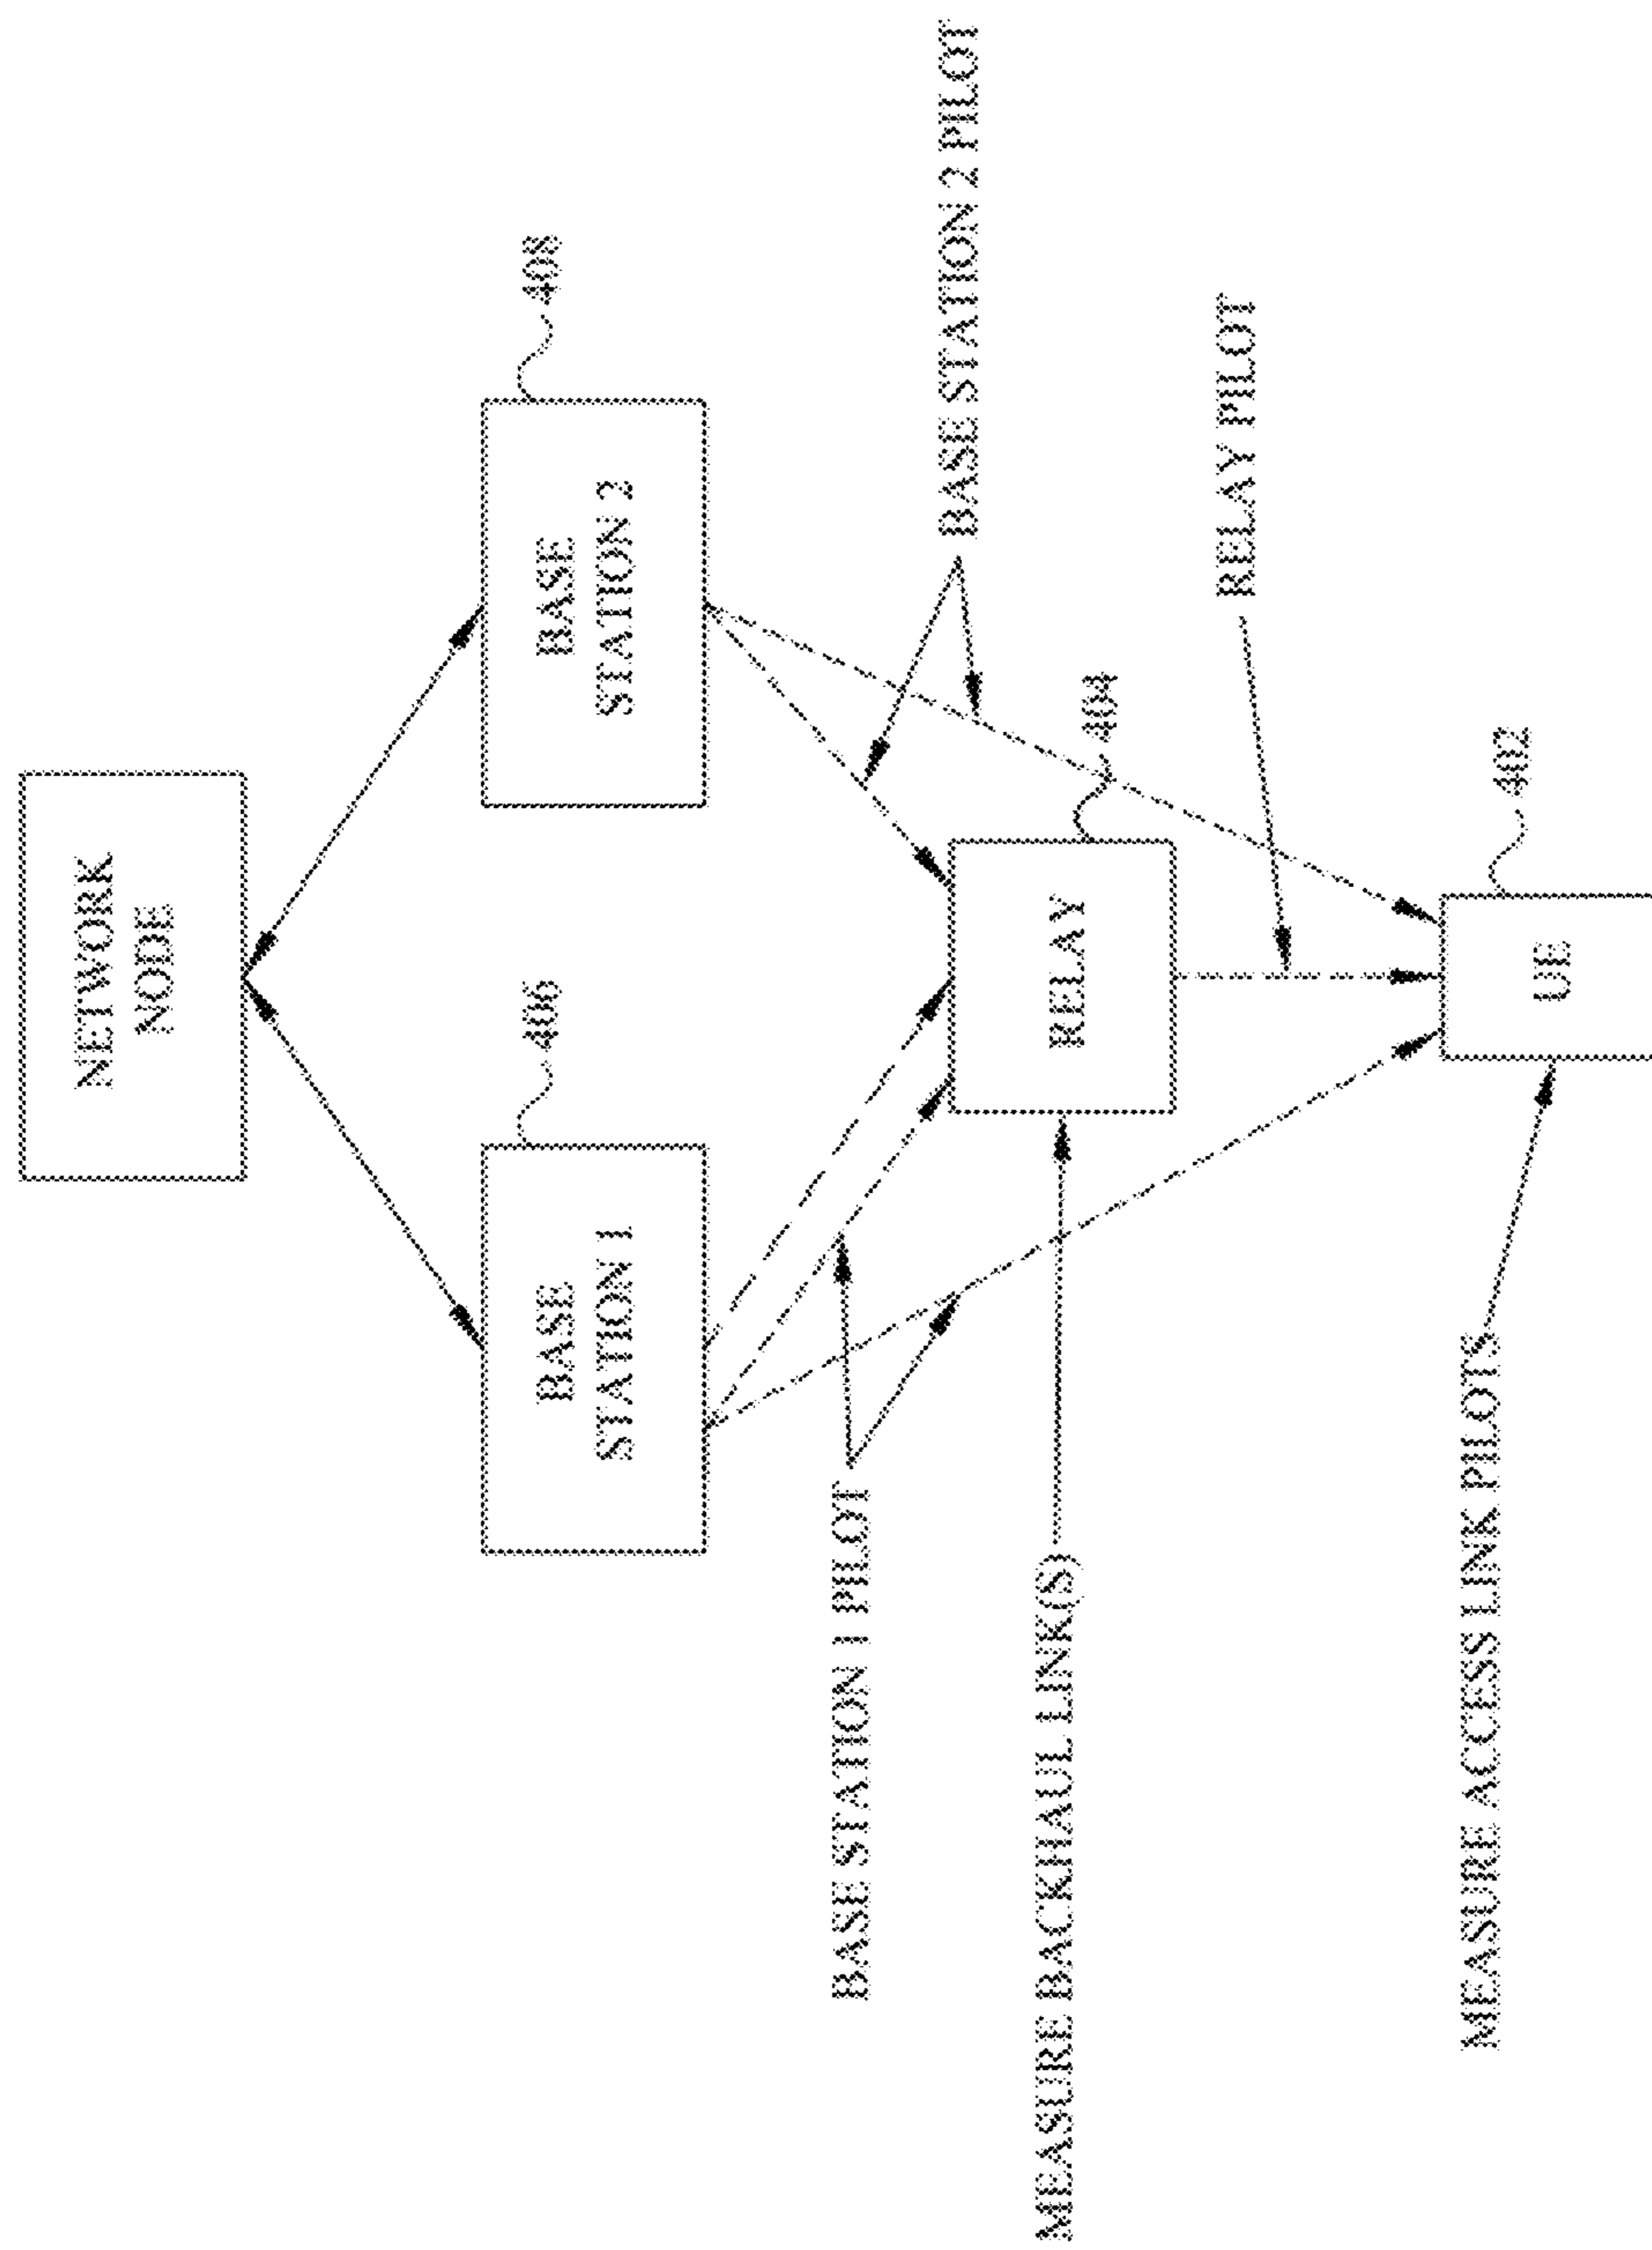 NETWORK
NODE
BASE
STATION 1
406
BASE
STATION 2
408
BASE STATION 1 PILOT
BASE STATION 2 PILOT
MEASURE BACKHAUL LINK(S)
RELAY
404
RELAY PILOT
MEASURE ACCESS LINK PILOTS
UE
402